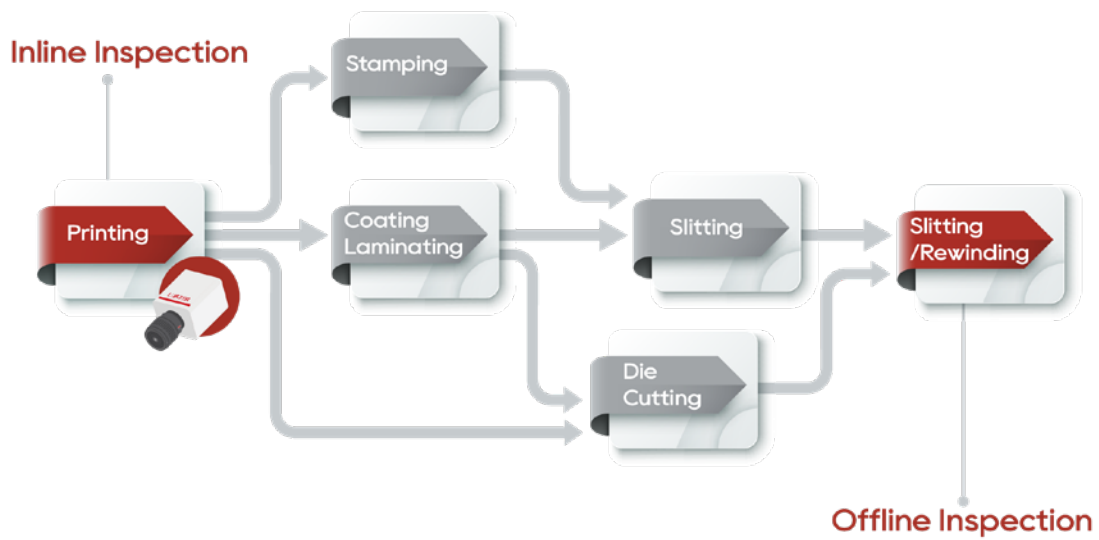 Inline Inspection
Stamping
Printing
Coating
Laminating
Slitting
Slitting
/Rewinding
Die
Cutting
Offline Inspection